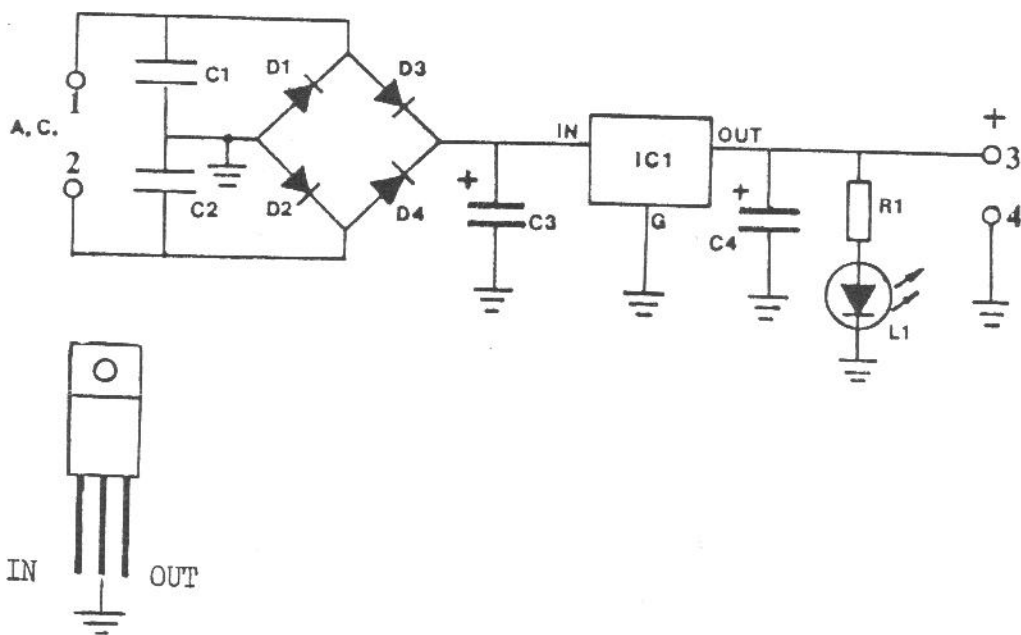 C1
D1
D3
1
A.C.
2
C2
D2
D4
+
C3
IN
IC1
OUT
G
+
C4
R1
L1
+
3
4
IN
OUT